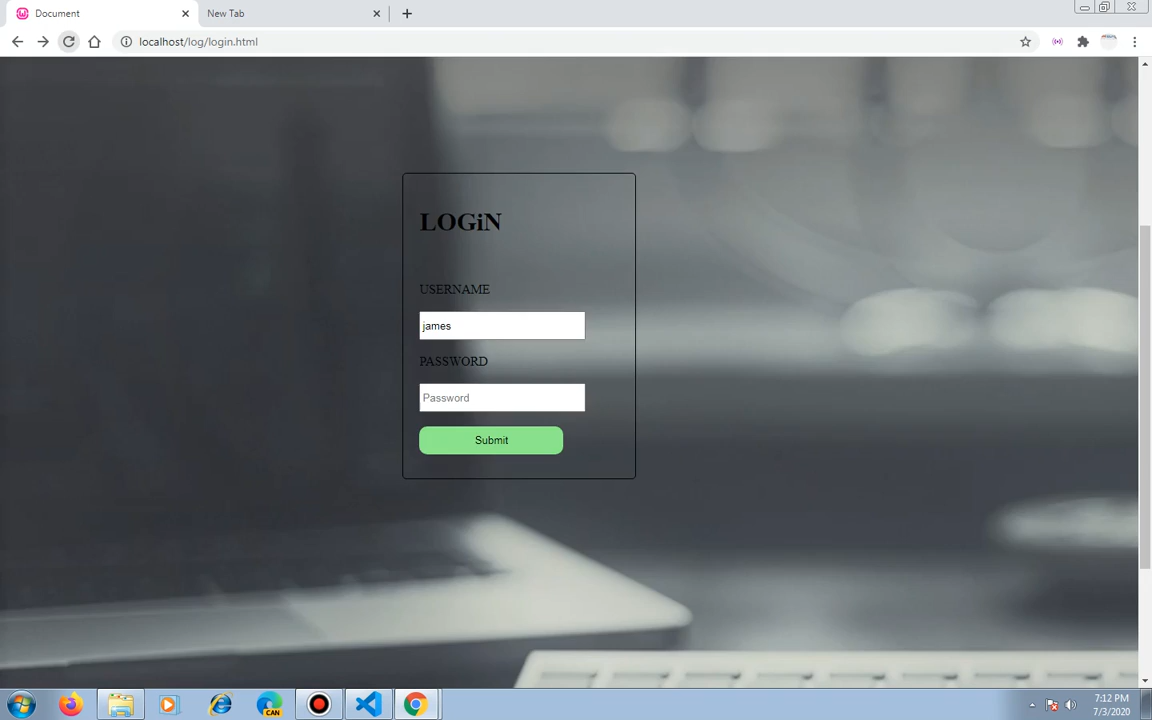 Document
New Tab
localhost/log/login.html
LOGiN
USERNAME
james
PASSWORD
Password
Submit
CAN
7:12 PM
7/3/2020